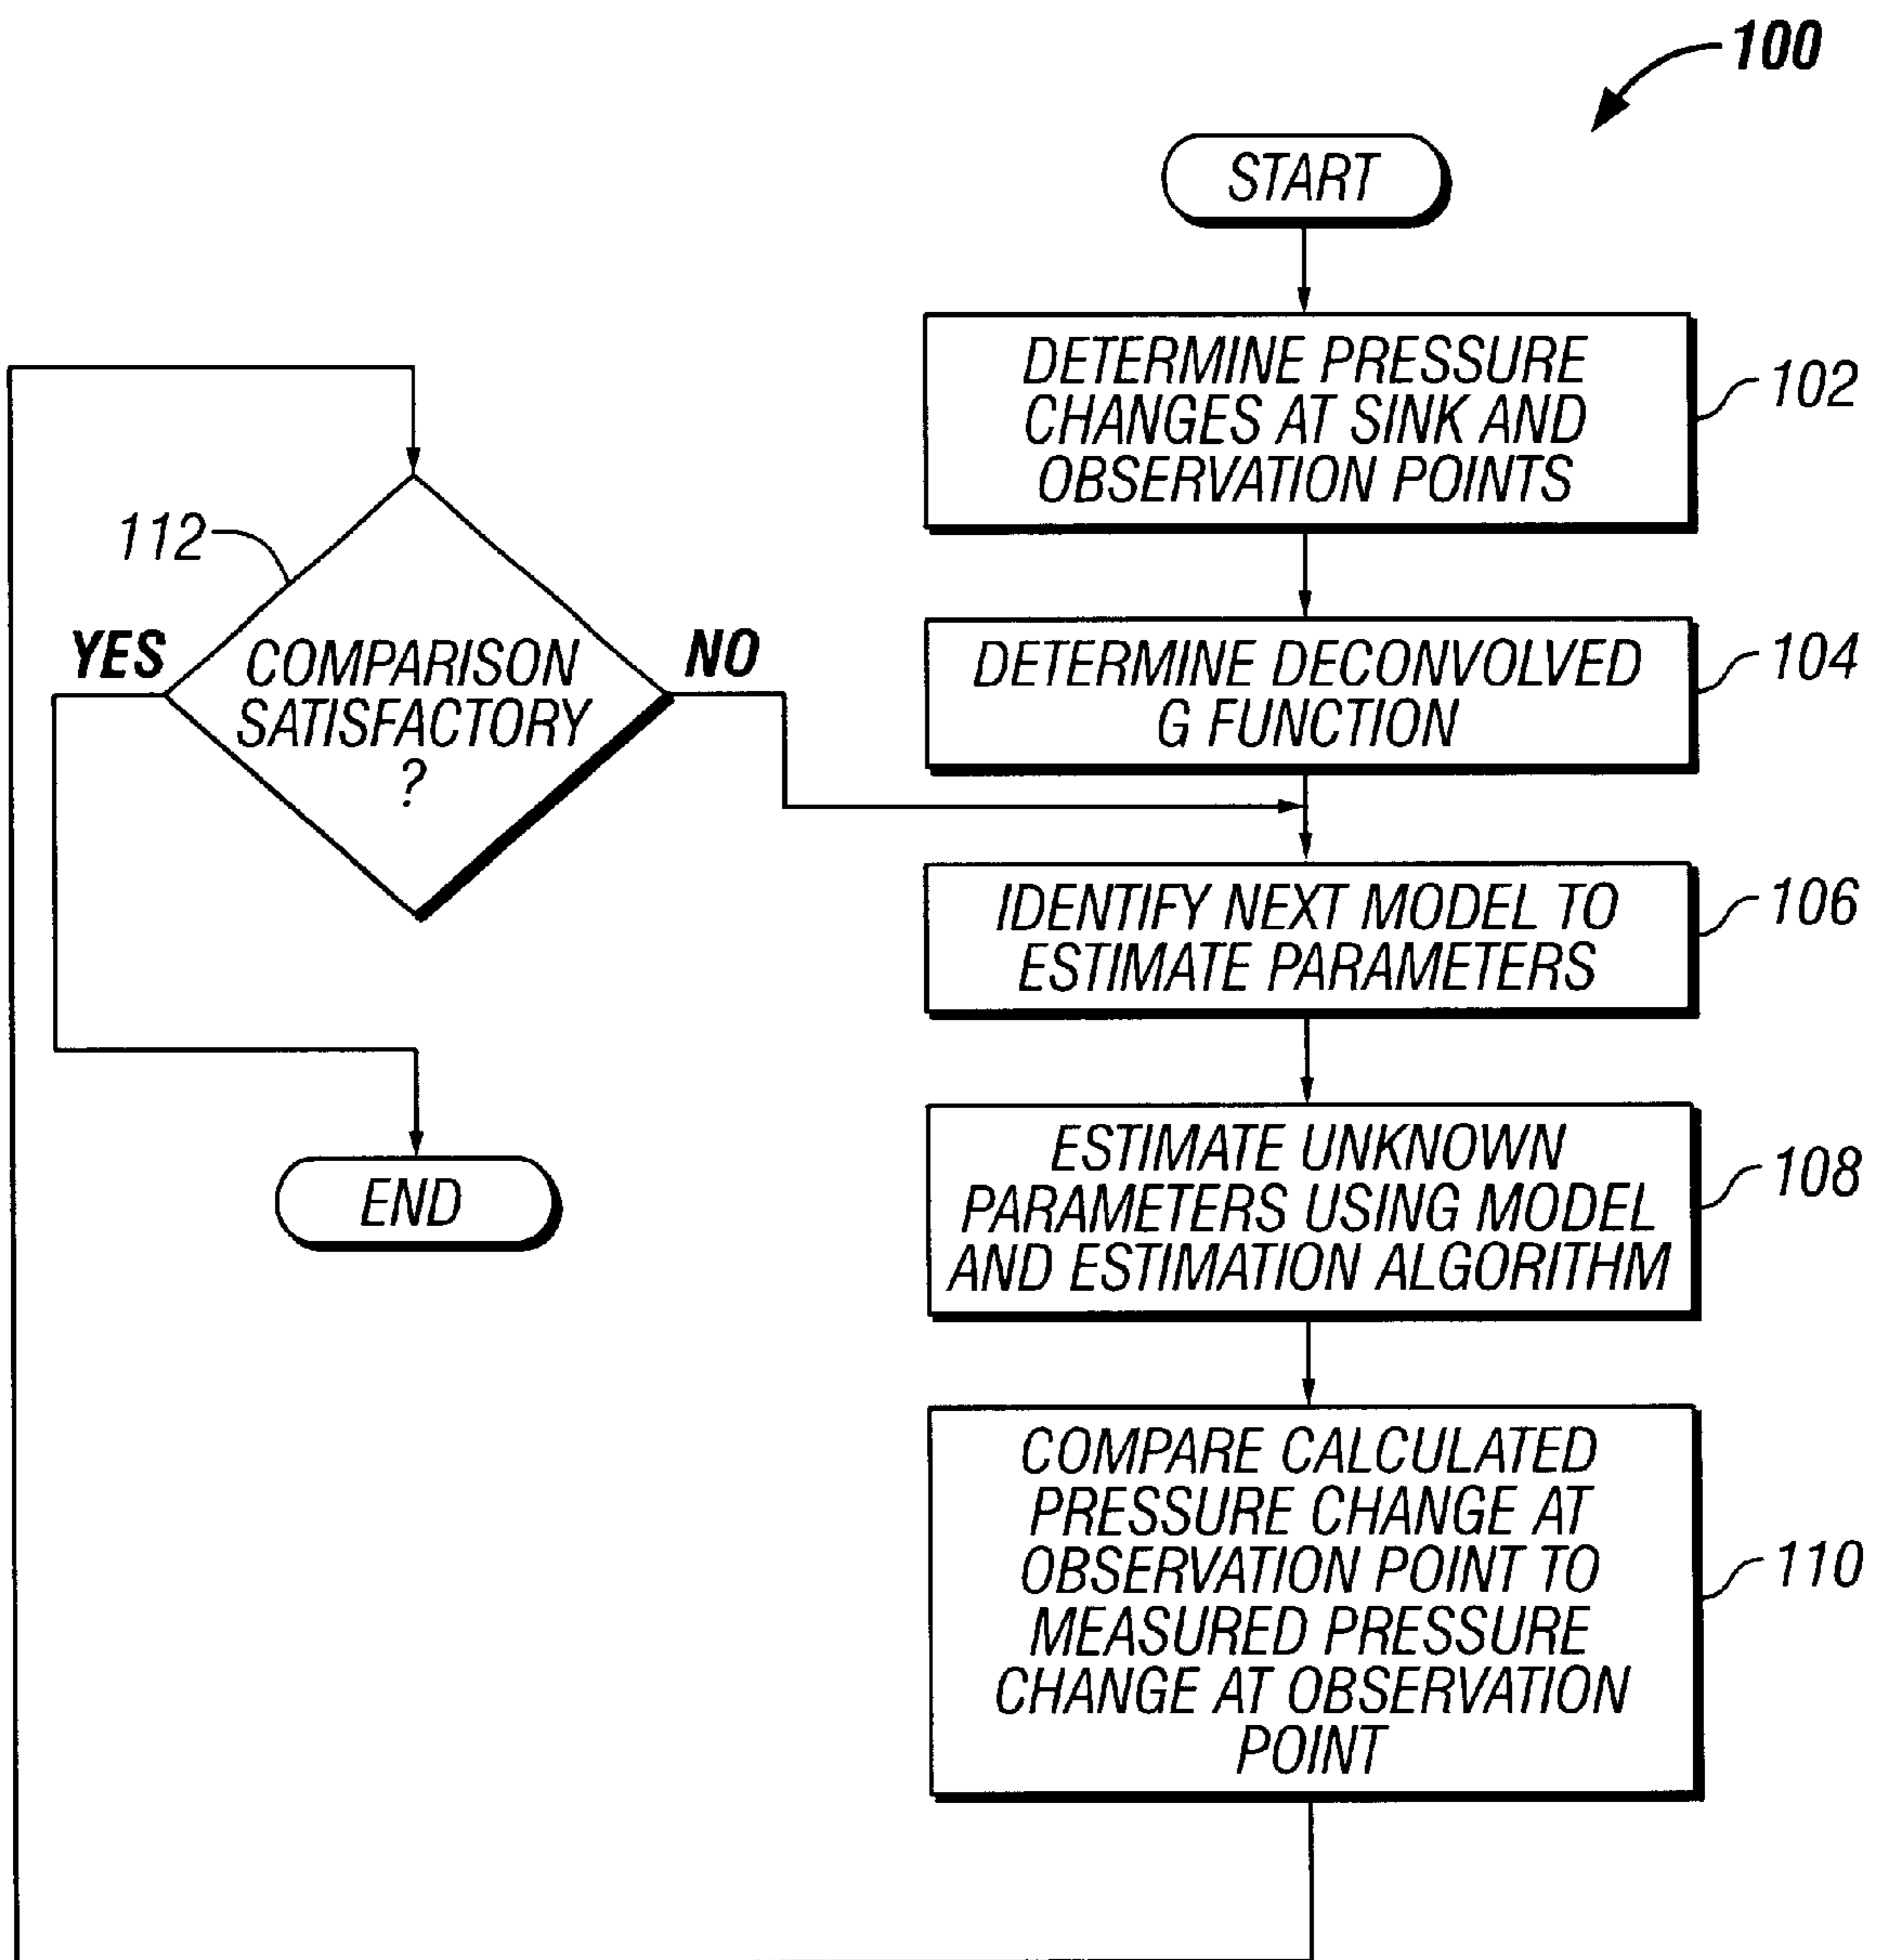 100
START
DETERMINE PRESSURE
CHANGES AT SINK AND
OBSERVATION POINTS
102
DETERMINE DECONVOLVED
G FUNCTION
104
IDENTIFY NEXT MODEL TO
ESTIMATE PARAMETERS
106
ESTIMATE UNKNOWN
PARAMETERS USING MODEL
AND ESTIMATION ALGORITHM
108
COMPARE CALCULATED
PRESSURE CHANGE AT
OBSERVATION POINT TO
MEASURED PRESSURE
CHANGE AT OBSERVATION
POINT
110
112
YES
COMPARISON
SATISFACTORY
?
NO
END